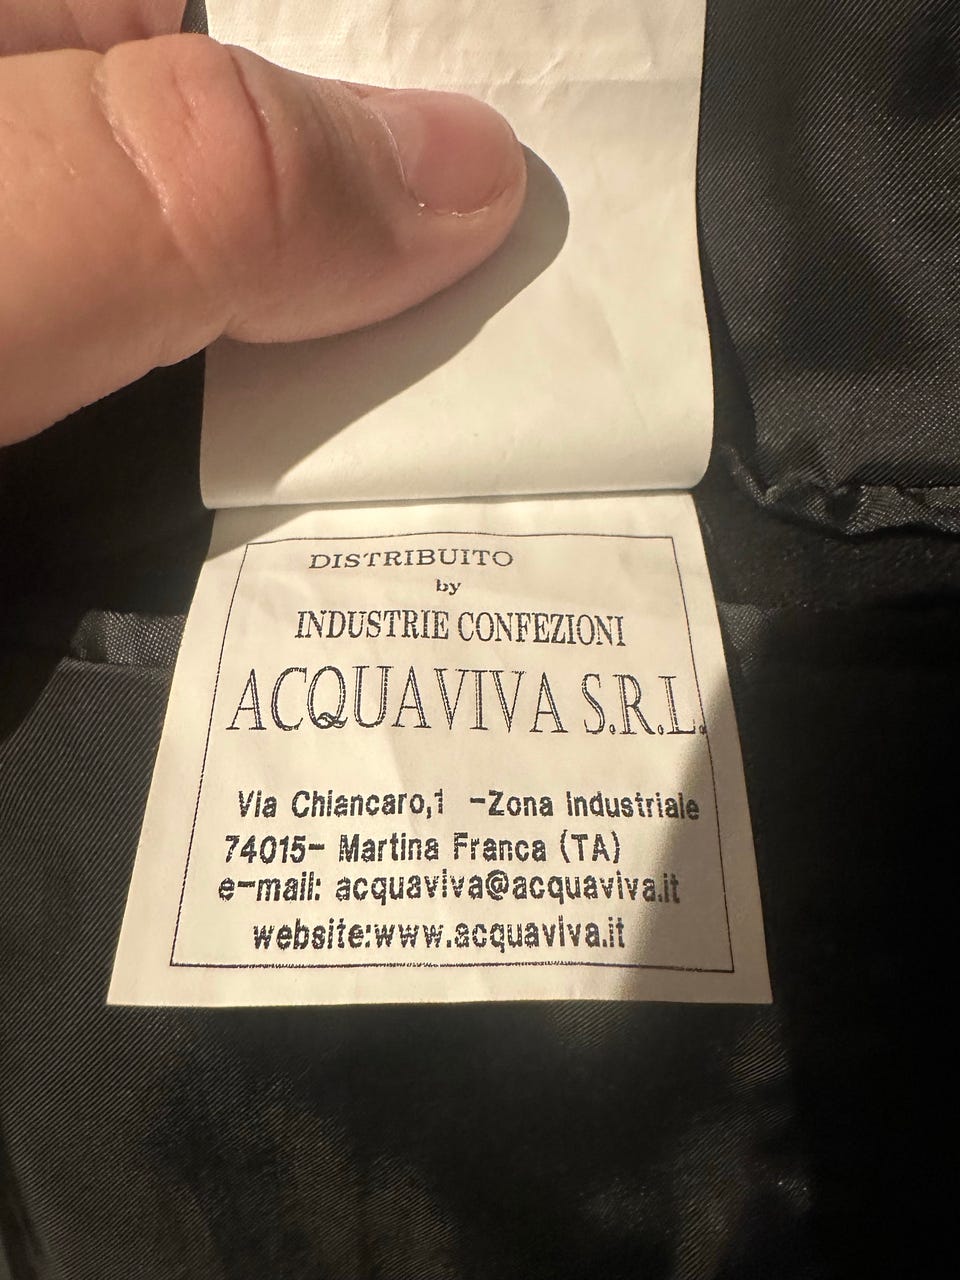 DISTRIBUITO
by
INDUSTRIE CONFEZIONI
ACQUAVIVA S.R.L.
Via Chiancaro,1 -Zona Industriale
74015- Martina Franca (TA)
e-mail: acquaviva@acquaviva.it
website:www.acquaviva.it